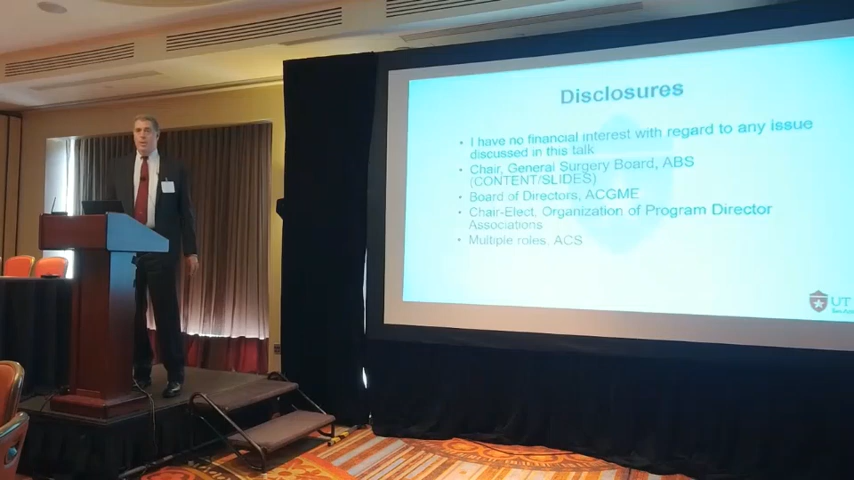 Disclosures
• I have no financial interest with regard to any issue
discussed in this talk
• Chair, General Surgery Board, ABS
(CONTENT/SLIDES)
• Board of Directors, ACGME
• Chair-Elect, Organization of Program Director
Associations
• Multiple roles, ACS
UT